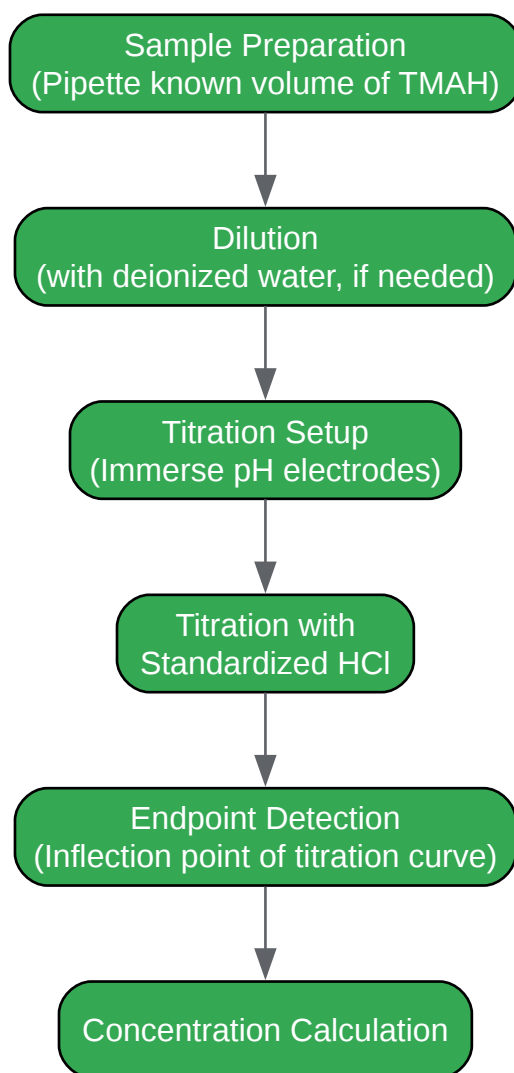 Sample Preparation
(Pipette known volume of TMAH)
Dilution
(with deionized water, if needed)
Titration Setup
(Immerse pH electrodes)
Titration with
Standardized HCl
Endpoint Detection
(Inflection point of titration curve)
Concentration Calculation